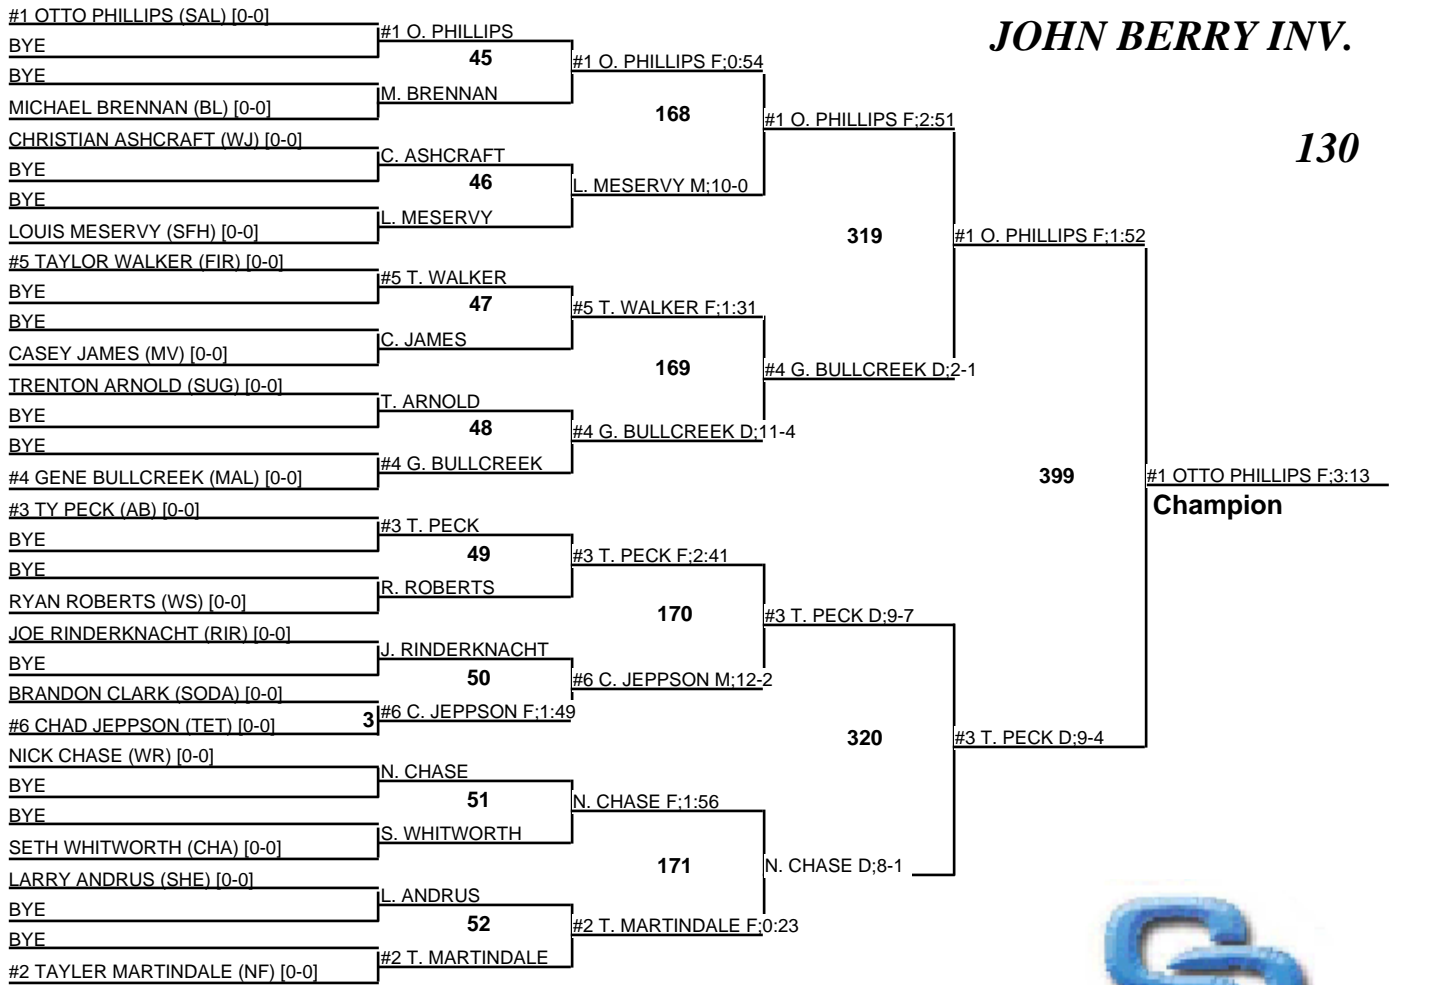 JOHN BERRY INV.
130
#1 OTTO PHILLIPS (SAL) [0-0]
BYE
BYE
MICHAEL BRENNAN (BL) [0-0]
CHRISTIAN ASHCRAFT (WJ) [0-0]
BYE
BYE
LOUIS MESERVY (SFH) [0-0]
#5 TAYLOR WALKER (FIR) [0-0]
BYE
BYE
CASEY JAMES (MV) [0-0]
TRENTON ARNOLD (SUG) [0-0]
BYE
BYE
#4 GENE BULLCREEK (MAL) [0-0]
#3 TY PECK (AB) [0-0]
BYE
BYE
RYAN ROBERTS (WS) [0-0]
JOE RINDERKNACHT (RIR) [0-0]
BYE
BRANDON CLARK (SODA) [0-0]
3
#6 CHAD JEPPSON (TET) [0-0]
NICK CHASE (WR) [0-0]
BYE
BYE
SETH WHITWORTH (CHA) [0-0]
LARRY ANDRUS (SHE) [0-0]
BYE
BYE
#2 TAYLER MARTINDALE (NF) [0-0]
#1 O. PHILLIPS
45
M. BRENNAN
C. ASHCRAFT
46
L. MESERVY
#5 T. WALKER
47
C. JAMES
T. ARNOLD
48
#4 G. BULLCREEK
#3 T. PECK
49
R. ROBERTS
J. RINDERKNACHT
50
#6 C. JEPPSON F;1:49
N. CHASE
51
S. WHITWORTH
L. ANDRUS
52
#2 T. MARTINDALE
#1 O. PHILLIPS F;0:54
168
L. MESERVY M;10-0
#5 T. WALKER F;1:31
169
#4 G. BULLCREEK D;11-4
#3 T. PECK F;2:41
170
#6 C. JEPPSON M;12-2
N. CHASE F;1:56
171
#2 T. MARTINDALE F;0:23
#1 O. PHILLIPS F;2:51
319
#4 G. BULLCREEK D;2-1
#3 T. PECK D;9-7
320
N. CHASE D;8-1
#1 O. PHILLIPS F;1:52
399
#3 T. PECK D;9-4
#1 OTTO PHILLIPS F;3:13
Champion